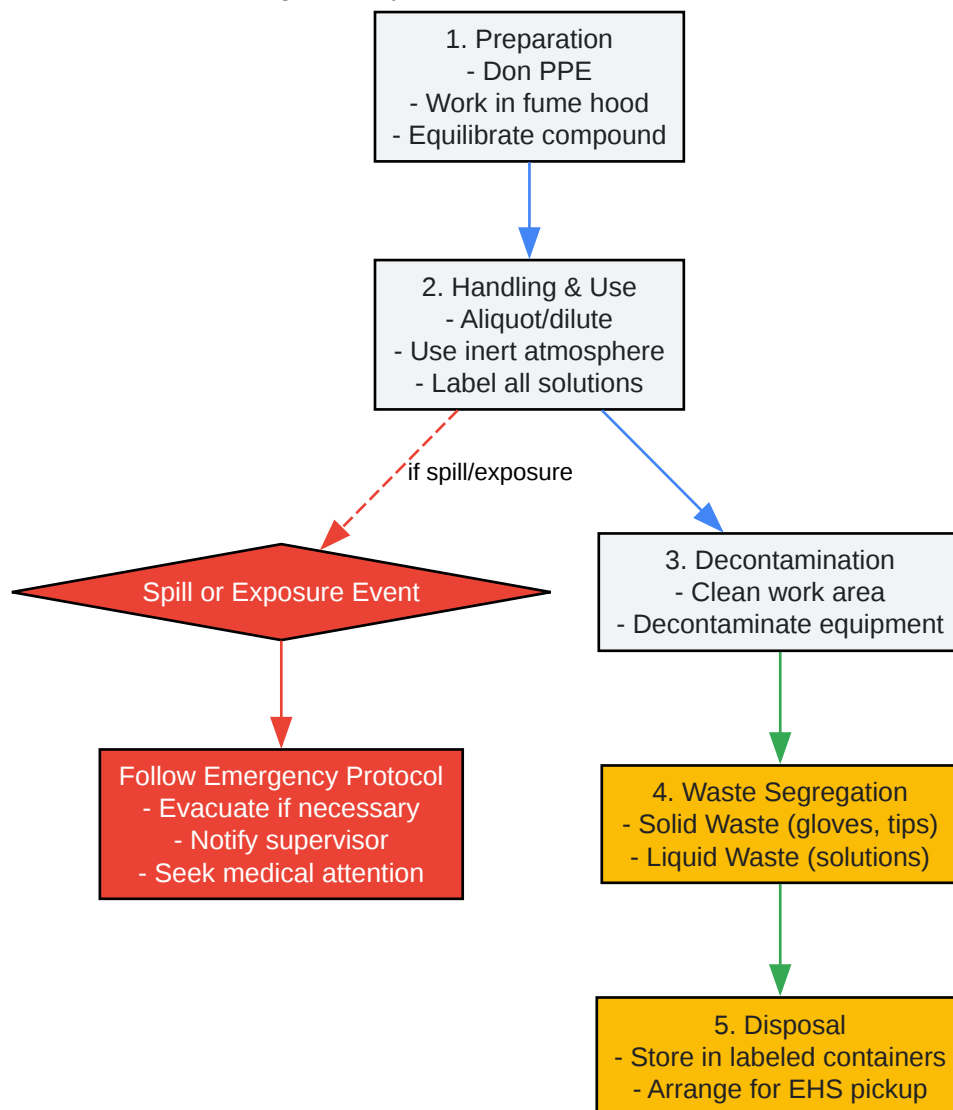 1. Preparation
- Don PPE
- Work in fume hood
- Equilibrate compound
2. Handling & Use
- Aliquot/dilute
- Use inert atmosphere
- Label all solutions
if spill/exposure
Spill or Exposure Event
3. Decontamination
- Clean work area
- Decontaminate equipment
Follow Emergency Protocol
- Evacuate if necessary
- Notify supervisor
- Seek medical attention
4. Waste Segregation
- Solid Waste (gloves, tips)
- Liquid Waste (solutions)
5. Disposal
- Store in labeled containers
- Arrange for EHS pickup